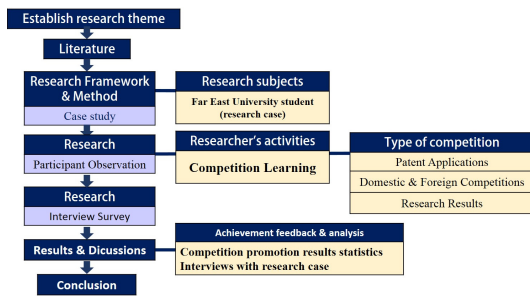 Establish research theme
Literature
Research Framework
& Method
Case study
Research subjects
Far East University student
(research case)
Research
Participant Observation
Researcher's activities
Competition Learning
Type of competition
Patent Applications
Domestic & Foreign Competitions
Research Results
Research
Interview Survey
Results & Dicussions
Achievement feedback & analysis
Competition promotion results statistics
Interviews with research case
Conclusion